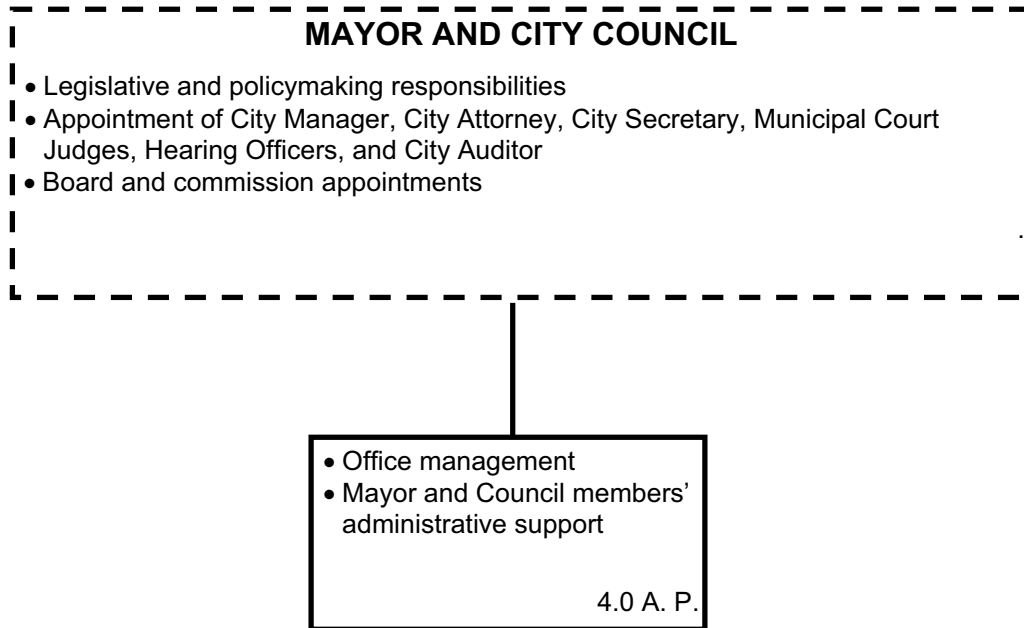 MAYOR AND CITY COUNCIL
• Legislative and policymaking responsibilities
• Appointment of City Manager, City Attorney, City Secretary, Municipal Court
Judges, Hearing Officers, and City Auditor
• Board and commission appointments
.
• Office management
• Mayor and Council members’
administrative support
4.0 A. P.